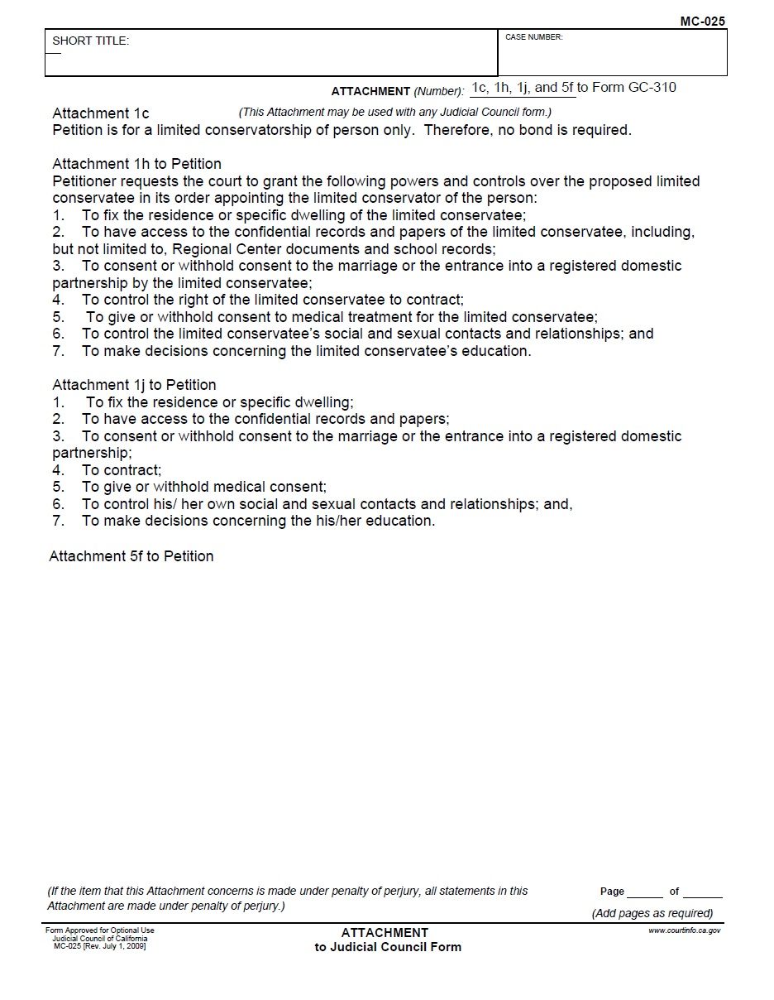 MC-025
SHORT TITLE:
CASE NUMBER:
ATTACHMENT (Number): 1c, 1h, 1j, and 5f to Form GC-310
Attachment 1c (This Attachment may be used with any Judicial Council form.)
Petition is for a limited conservatorship of person only. Therefore, no bond is required.
Attachment 1h to Petition
Petitioner requests the court to grant the following powers and controls over the proposed limited
conservatee in its order appointing the limited conservator of the person:
1. To fix the residence or specific dwelling of the limited conservatee;
2. To have access to the confidential records and papers of the limited conservatee, including,
but not limited to, Regional Center documents and school records;
3. To consent or withhold consent to the marriage or the entrance into a registered domestic
partnership by the limited conservatee;
4. To control the right of the limited conservatee to contract;
5. To give or withhold consent to medical treatment for the limited conservatee;
6. To control the limited conservatee’s social and sexual contacts and relationships; and
7. To make decisions concerning the limited conservatee’s education.
Attachment 1j to Petition
1. To fix the residence or specific dwelling;
2. To have access to the confidential records and papers;
3. To consent or withhold consent to the marriage or the entrance into a registered domestic
partnership;
4. To contract;
5. To give or withhold medical consent;
6. To control his/ her own social and sexual contacts and relationships; and,
7. To make decisions concerning the his/her education.
Attachment 5f to Petition
(If the item that this Attachment concerns is made under penalty of perjury, all statements in this
Attachment are made under penalty of perjury.)
Page of
(Add pages as required)
Form Approved for Optional Use
Judicial Council of California
MC-025 [Rev. July 1, 2009]
ATTACHMENT
to Judicial Council Form
www.courtinfo.ca.gov